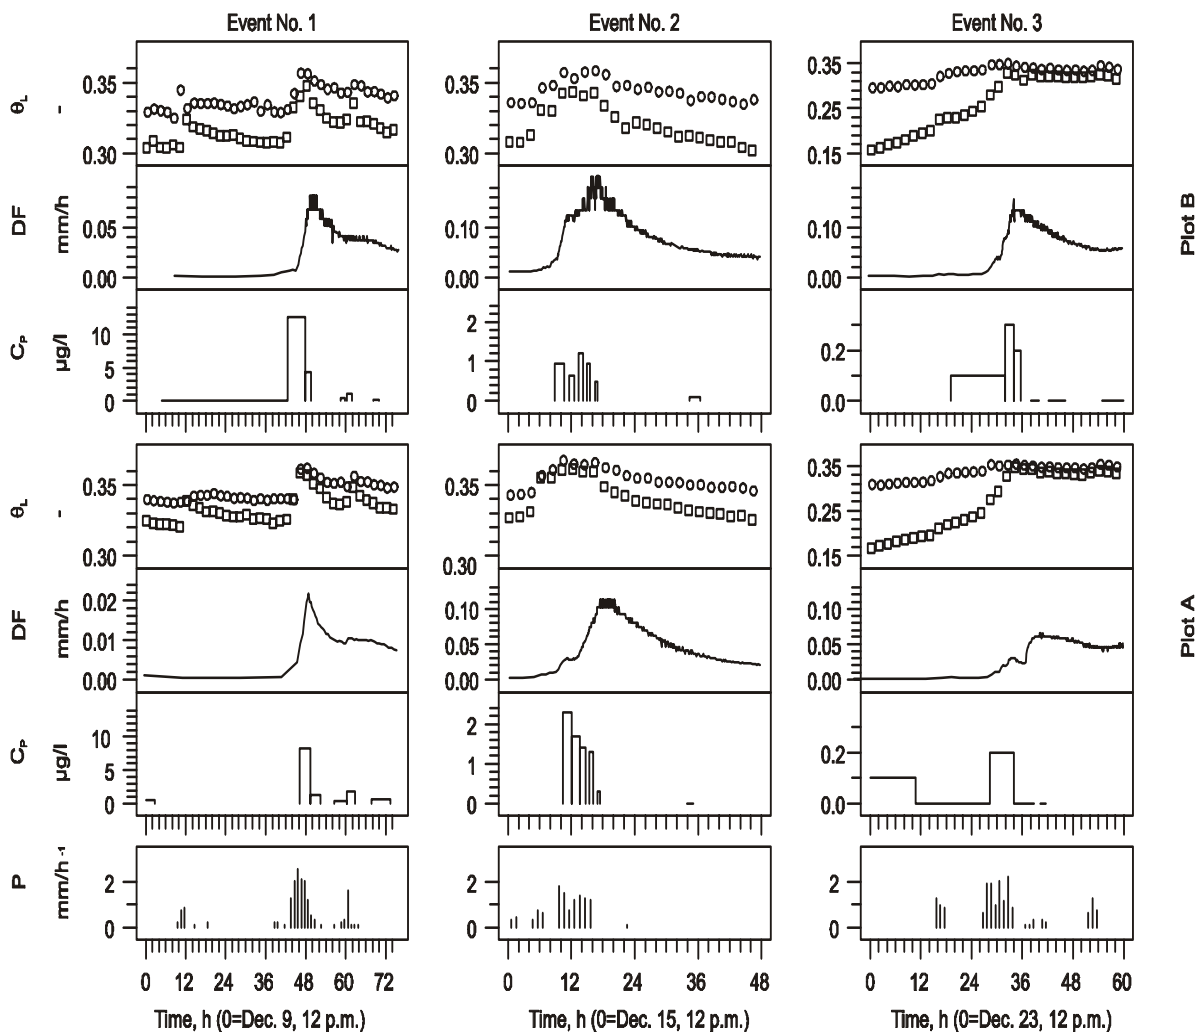 Event No. 1 Event No. 2 Event No. 3
θL - 0.35 0.30 0.35 0.30 0.35 0.25 0.15
DF mm/h 0.05 0.00 0.10 0.00 0.10 0.00
Plot B
CP µg/l 10 5 0 2 1 0 0.2 0.0
θL - 0.35 0.30 0.35 0.30 0.35 0.25 0.15
DF mm/h 0.02 0.01 0.00 0.10 0.05 0.00 0.10 0.05 0.00
Plot A
CP µg/l 10 5 0 2 1 0 0.2 0.0
P mm/h-1 2 0 2 0 2 0
0 12 24 36 48 60 72 0 12 24 36 48 0 12 24 36 48 60
Time, h (0=Dec. 9, 12 p.m.) Time, h (0=Dec. 15, 12 p.m.) Time, h (0=Dec. 23, 12 p.m.)